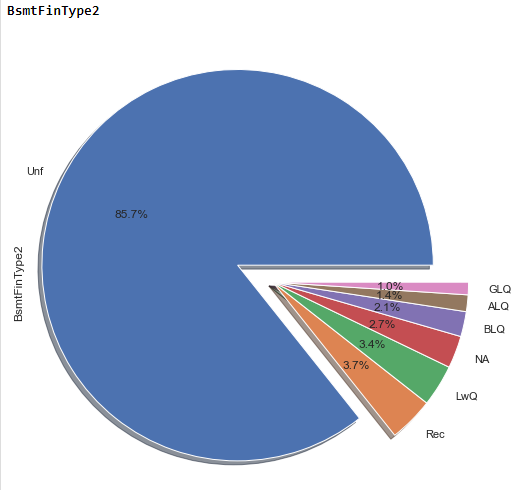 BsmtFinType2
Unf
85.7%
BsmtFinType2
1.0%
GLQ
1.4%
ALQ
2.1%
BLQ
2.7%
NA
3.4%
LwQ
3.7%
Rec